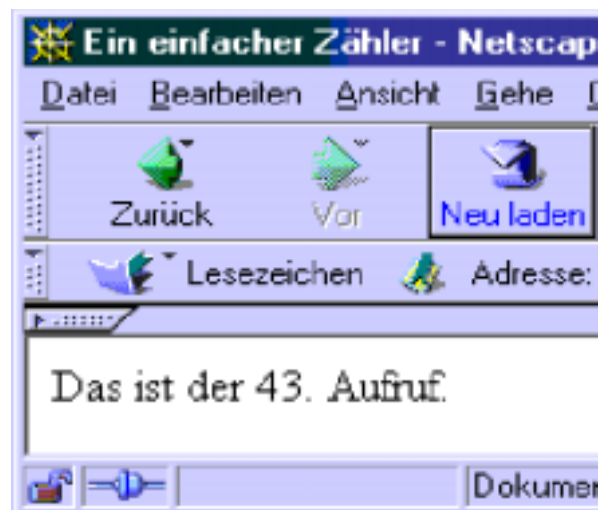 Ein einfacher Zähler - Netscap
Datei Bearbeiten Ansicht Gehe
Zurück Vor Neu laden
Lesezeichen Adresse:
Das ist der 43. Aufruf.
Dokumen